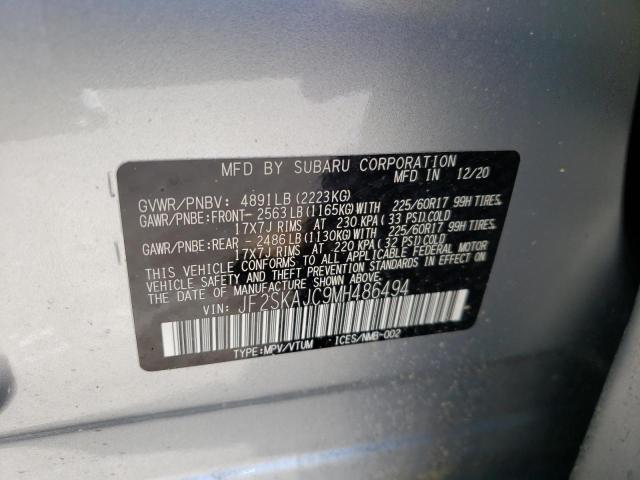 MFD BY SUBARU CORPORATION
MFD IN 12/20
GVWR/PNBV: 4891LB (2223KG)
GAWR/PNBE:FRONT- 2563LB (1165KG) WITH 225/60R17 99H TIRES,
17X7J RIMS AT 230 KPA (33 PSI) COLD
GAWR/PNBE:REAR - 2486LB (1130KG) WITH 225/60R17 99H TIRES,
17X7J RIMS AT 220 KPA (32 PSI) COLD
THIS VEHICLE CONFORMS TO ALL APPLICABLE FEDERAL MOTOR
VEHICLE SAFETY AND THEFT PREVENTION STANDARDS IN EFFECT
ON THE DATE OF MANUFACTURE SHOWN ABOVE.
VIN: JF2SKAJC9MH486494
TYPE:MPV/VTUM ICES/NMB-002